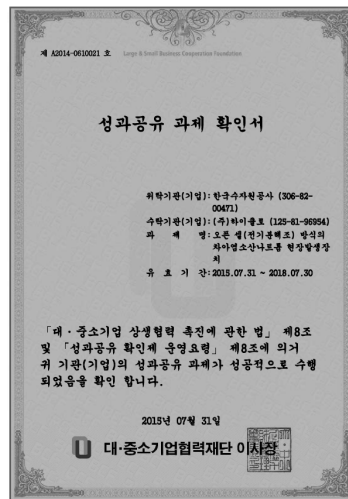 제 A2014-0610021 호
Large & Small Business Cooperation Foundation
성과공유 과제 확인서
위탁기관(기업): 한국수자원공사 (306-82-
00471)
수탁기관(기업): (주)하이클로 (125-81-96954)
과 제 명: 오픈 셀(전기분해조) 방식의
차아염소산나트륨 현장발생장
치
유 효 기 간: 2015.07.31 ~ 2018.07.30
「대·중소기업 상생협력 촉진에 관한 법」 제8조
및 「성과공유 확인제 운영요령」 제8조에 의거
귀 기관(기업)의 성과공유 과제가 성공적으로 수행
되었음을 확인 합니다.
2015년 07월 31일
대·중소기업협력재단 이사장